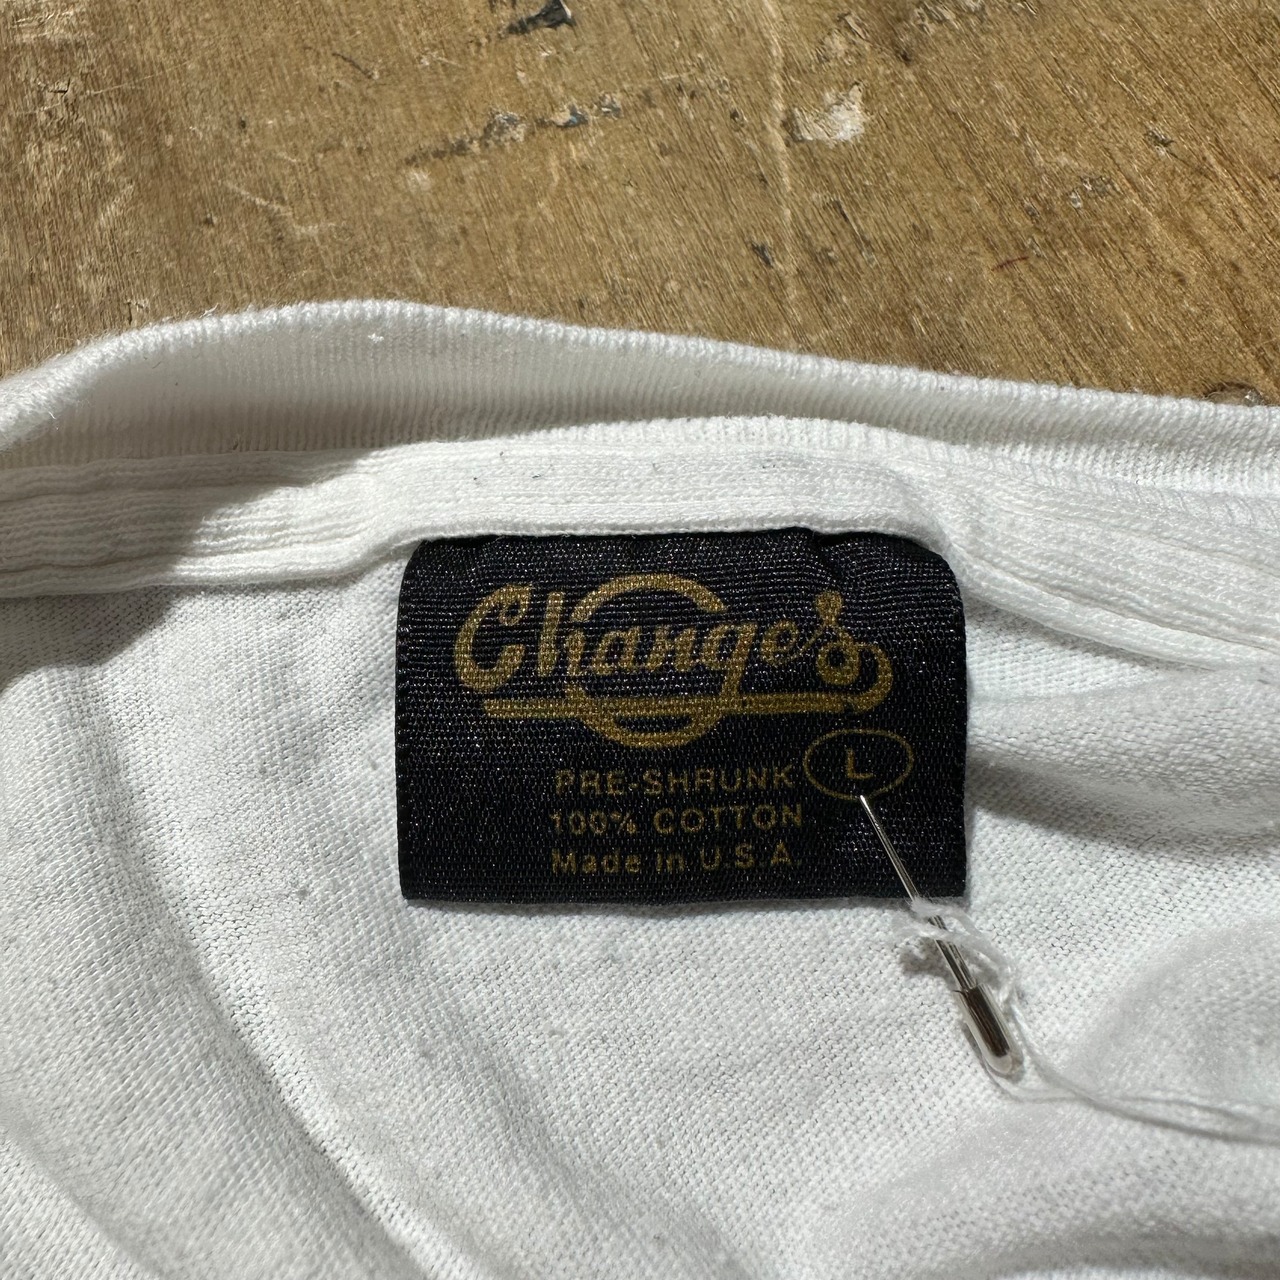 Changes
L
PRE-SHRUNK
100% COTTON
Made in U.S.A.